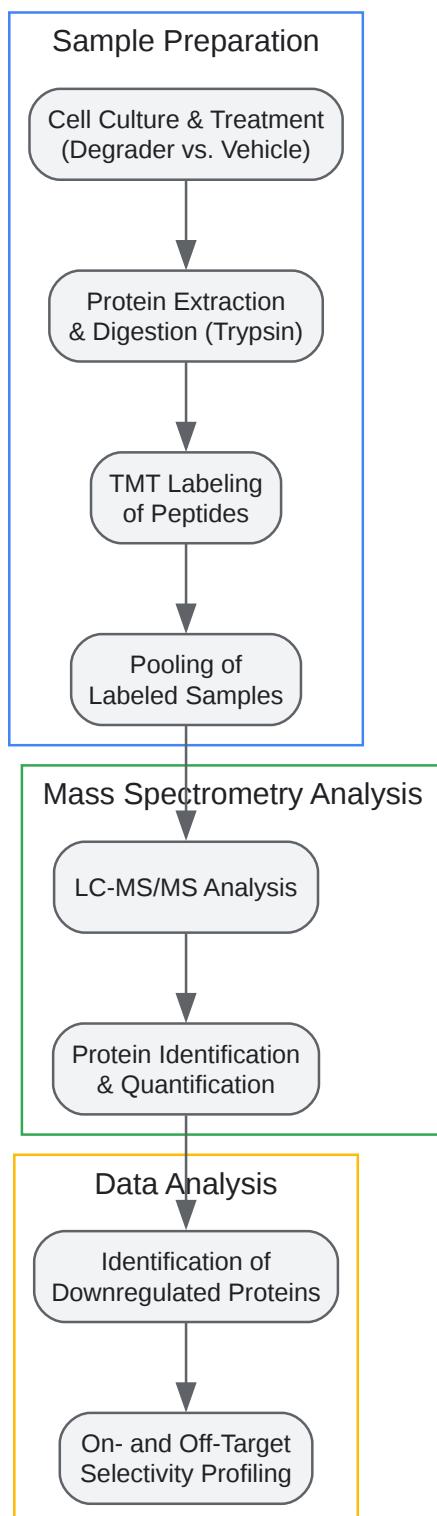 Sample Preparation
Cell Culture & Treatment
(Degrader vs. Vehicle)
Protein Extraction
& Digestion (Trypsin)
TMT Labeling
of Peptides
Pooling of
Labeled Samples
Mass Spectrometry Analysis
LC-MS/MS Analysis
Protein Identification
& Quantification
Data Analysis
Identification of
Downregulated Proteins
On- and Off-Target
Selectivity Profiling